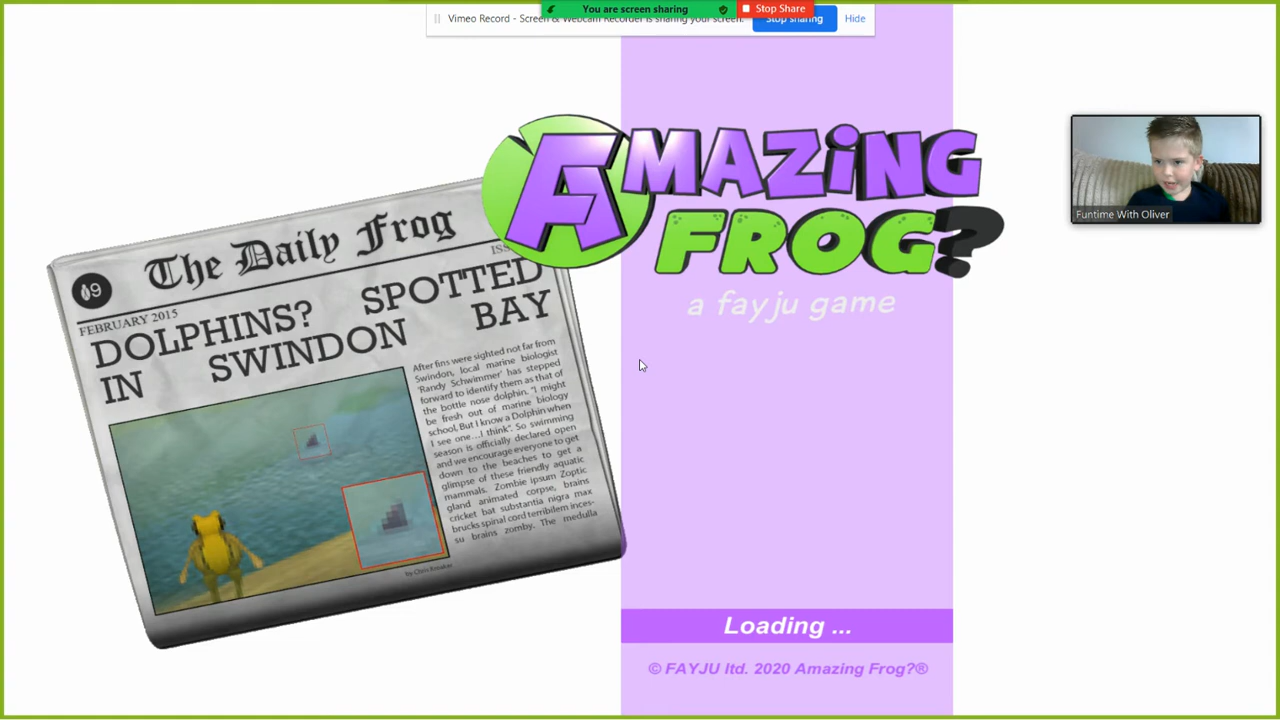 You are screen sharing
Stop Share
Vimeo Record - Screen & Webcam Recorder is sharing your screen.
Stop sharing
Hide
The Daily Frog
FEBRUARY 2015
DOLPHINS? SPOTTED
IN SWINDON BAY
After fins were sighted not far from
Swindon, local marine biologist
'Randy Schwimmer' has stepped
forward to identify them as that of
the bottle nose dolphin. "I might
be fresh out of marine biology
school, But I know a Dolphin when
I see one...I think". So swimming
season is officially declared open
and we encourage everyone to get
down to the beaches to get a
glimpse of these friendly aquatic
mammals. Zombie ipsum Zoptic
gland animated corpse, brains
cricket bat substantia nigra max
brucks spinal cord terribilem inces-
su brains zomby. The medulla
AMAZiNG
FROG?
a fayju game
Loading ...
© FAYJU ltd. 2020 Amazing Frog?®
Funtime With Oliver